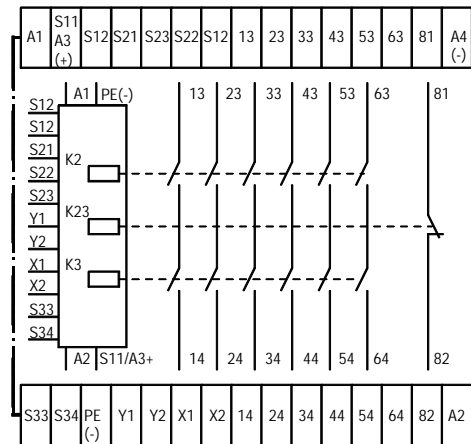 A1 S11 A3 (+) S12 S21 S23 S22 S12 13 23 33 43 53 63 81 A4 (-)
A1 PE(-) 13 23 33 43 53 63 81
S12
S12
S21
K2
S22
S23
K23
Y1
Y2
K3
X1
X2
S33
S34
A2 S11/A3+ 14 24 34 44 54 64 82
S33 S34 PE (-) Y1 Y2 X1 X2 14 24 34 44 54 64 82 A2